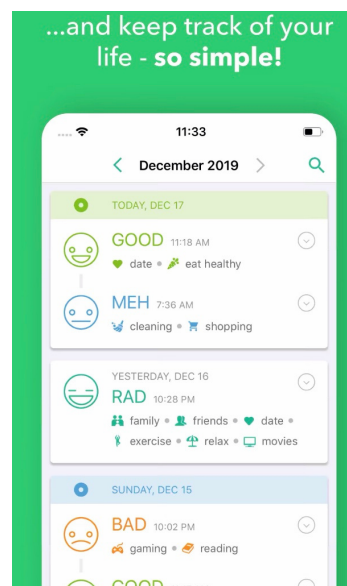 ...and keep track of your
life - so simple!
11:33
December 2019
TODAY, DEC 17
GOOD 11:18 AM
date • eat healthy
MEH 7:36 AM
cleaning • shopping
YESTERDAY, DEC 16
RAD 10:28 PM
family • friends • date •
exercise • relax • movies
SUNDAY, DEC 15
BAD 10:02 PM
gaming • reading
GOOD